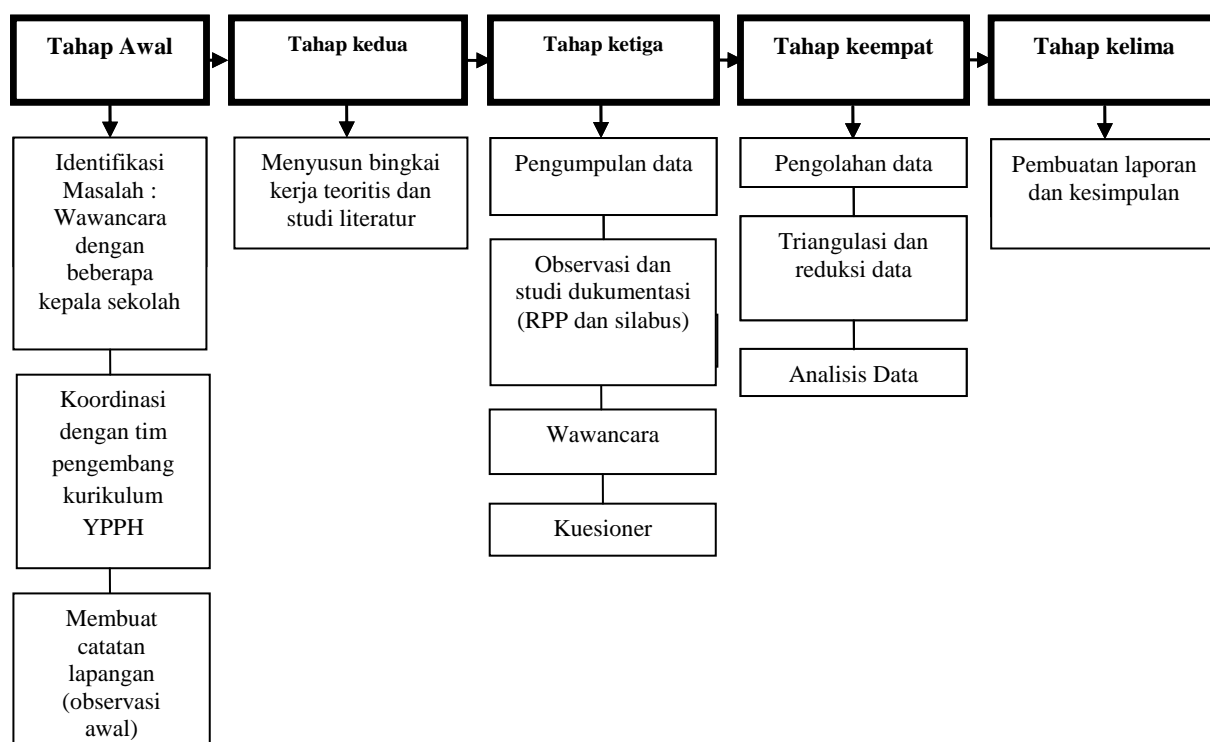 Tahap Awal
Tahap kedua
Tahap ketiga
Tahap keempat
Tahap kelima
Identifikasi
Masalah :
Wawancara
dengan
beberapa
kepala sekolah
Koordinasi
dengan tim
pengembang
kurikulum
YPPH
Membuat
catatan
lapangan
(observasi
awal)
Menyusun bingkai
kerja teoritis dan
studi literatur
Pengumpulan data
Observasi dan
studi dukumentasi
(RPP dan silabus)
Wawancara
Kuesioner
Pengolahan data
Triangulasi dan
reduksi data
Analisis Data
Pembuatan laporan
dan kesimpulan